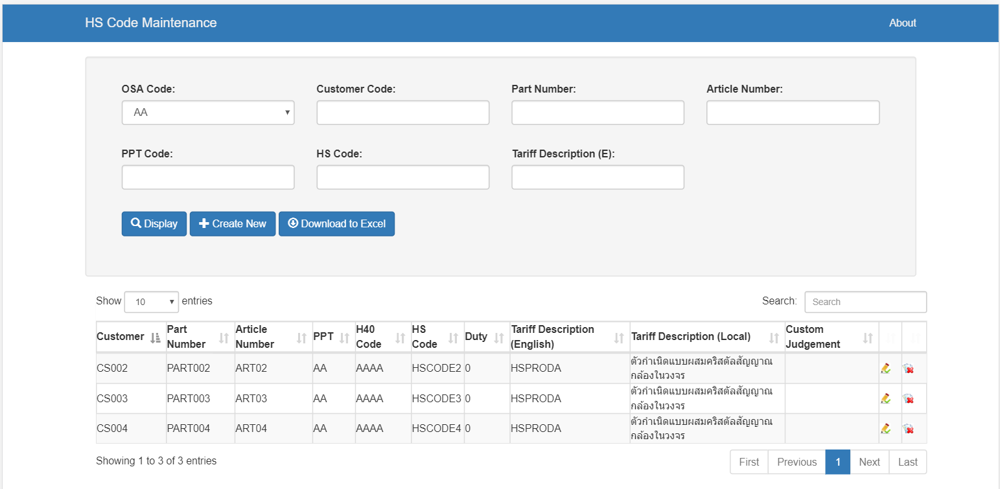 HS Code Maintenance About
OSA Code: Customer Code: Part Number: Article Number:
AA
PPT Code: HS Code: Tariff Description (E):
Display Create New Download to Excel
Show 10 entries Search: Search
Customer Part Number Article Number PPT H40 Code HS Code Duty Tariff Description (English) Tariff Description (Local) Custom Judgement
CS002 PART002 ART02 AA AAAA HSCODE2 0 HSPRODA ตัวกำเนิดแบบผสมคริสตัลสัญญาณ
กล้องในวงจร
CS003 PART003 ART03 AA AAAA HSCODE3 0 HSPRODA ตัวกำเนิดแบบผสมคริสตัลสัญญาณ
กล้องในวงจร
CS004 PART004 ART04 AA AAAA HSCODE4 0 HSPRODA ตัวกำเนิดแบบผสมคริสตัลสัญญาณ
กล้องในวงจร
Showing 1 to 3 of 3 entries First Previous 1 Next Last